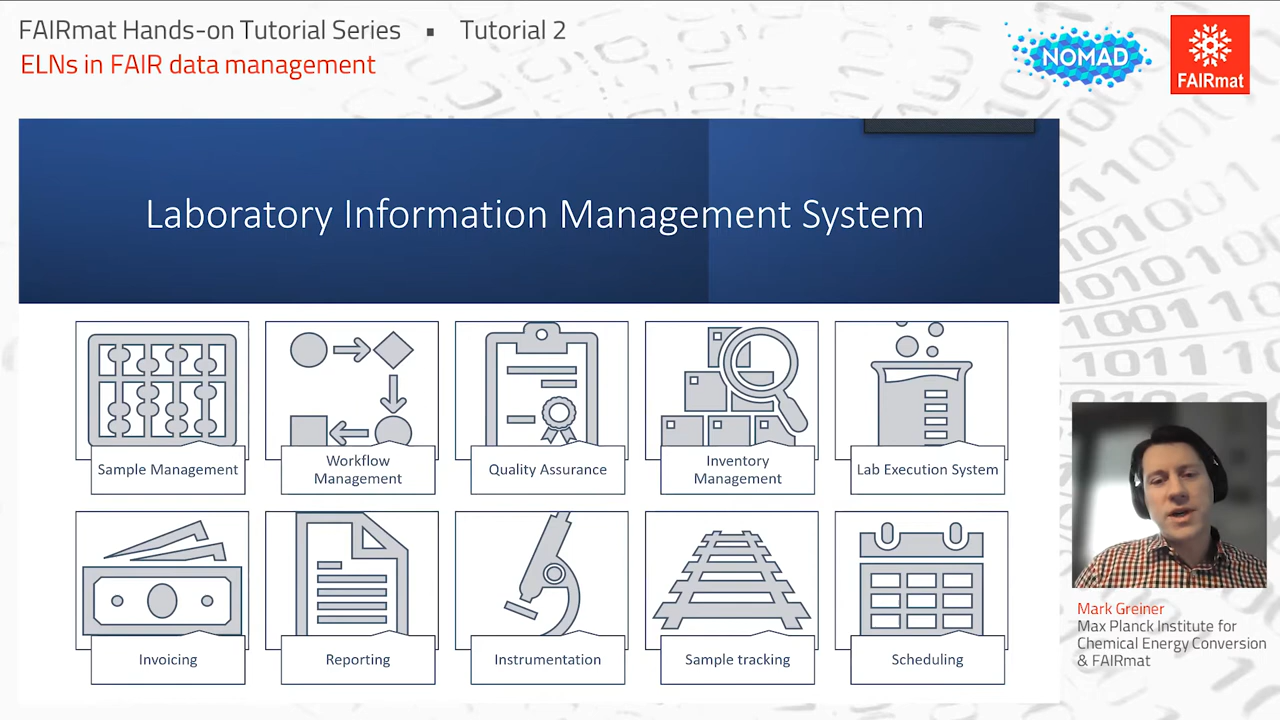 FAIRmat Hands-on Tutorial Series ▪ Tutorial 2
ELNs in FAIR data management
NOMAD
FAIRmat
Laboratory Information Management System
Sample Management
Workflow
Management
Quality Assurance
Inventory
Management
Lab Execution System
Invoicing
Reporting
Instrumentation
Sample tracking
Scheduling
Mark Greiner
Max Planck Institute for
Chemical Energy Conversion
& FAIRmat